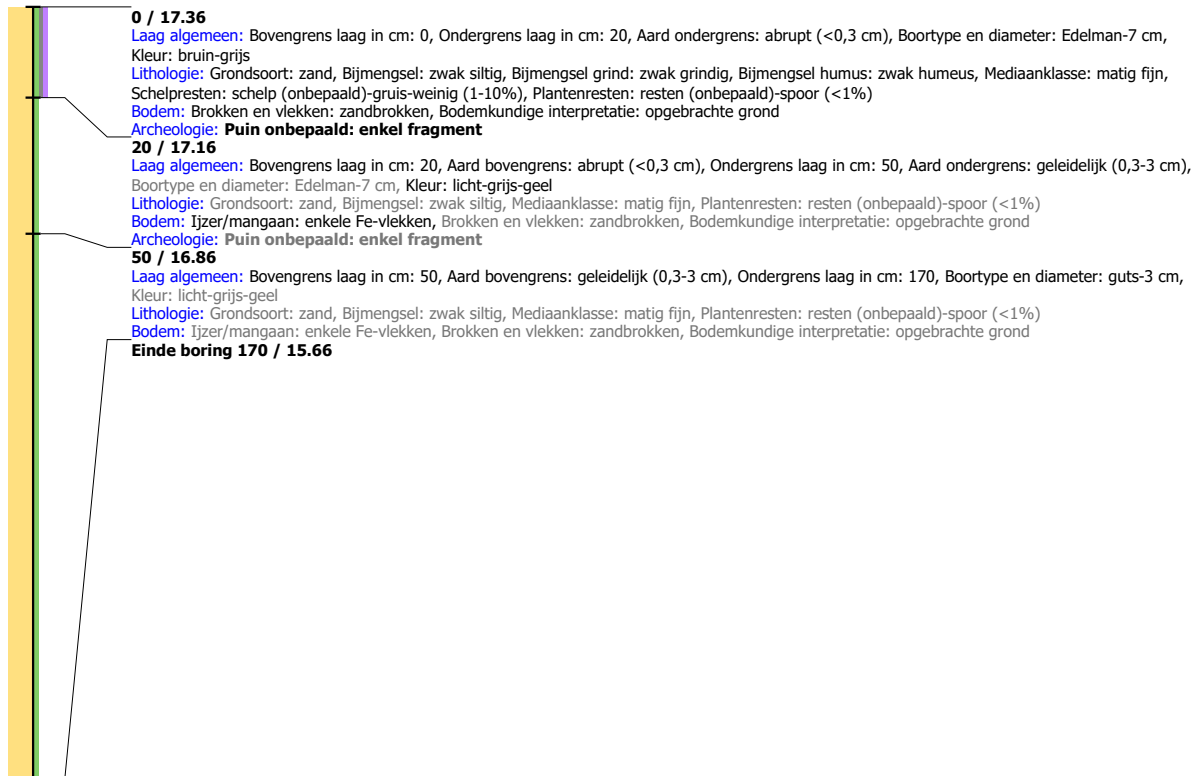 0 / 17.36
Laag algemeen: Bovengrens laag in cm: 0, Ondergrens laag in cm: 20, Aard ondergrens: abrupt (<0,3 cm), Boortype en diameter: Edelman-7 cm,
Kleur: bruin-grijs
Lithologie: Grondsoort: zand, Bijmengsel: zwak siltig, Bijmengsel grind: zwak grindig, Bijmengsel humus: zwak humeus, Mediaanklasse: matig fijn,
Schelpresten: schelp (onbepaald)-gruis-weinig (1-10%), Plantenresten: resten (onbepaald)-spoor (<1%)
Bodem: Brokken en vlekken: zandbrokken, Bodemkundige interpretatie: opgebrachte grond
Archeologie: Puin onbepaald: enkel fragment
20 / 17.16
Laag algemeen: Bovengrens laag in cm: 20, Aard bovengrens: abrupt (<0,3 cm), Ondergrens laag in cm: 50, Aard ondergrens: geleidelijk (0,3-3 cm),
Boortype en diameter: Edelman-7 cm, Kleur: licht-grijs-geel
Lithologie: Grondsoort: zand, Bijmengsel: zwak siltig, Mediaanklasse: matig fijn, Plantenresten: resten (onbepaald)-spoor (<1%)
Bodem: Ijzer/mangaan: enkele Fe-vlekken, Brokken en vlekken: zandbrokken, Bodemkundige interpretatie: opgebrachte grond
Archeologie: Puin onbepaald: enkel fragment
50 / 16.86
Laag algemeen: Bovengrens laag in cm: 50, Aard bovengrens: geleidelijk (0,3-3 cm), Ondergrens laag in cm: 170, Boortype en diameter: guts-3 cm,
Kleur: licht-grijs-geel
Lithologie: Grondsoort: zand, Bijmengsel: zwak siltig, Mediaanklasse: matig fijn, Plantenresten: resten (onbepaald)-spoor (<1%)
Bodem: Ijzer/mangaan: enkele Fe-vlekken, Brokken en vlekken: zandbrokken, Bodemkundige interpretatie: opgebrachte grond
Einde boring 170 / 15.66